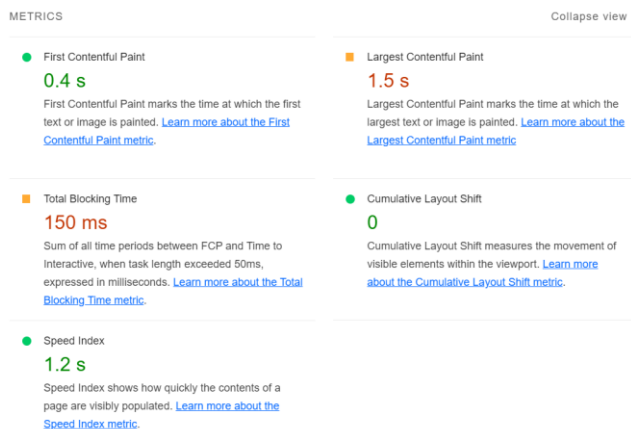 METRICS
Collapse view
First Contentful Paint
0.4 s
First Contentful Paint marks the time at which the first
text or image is painted. Learn more about the First
Contentful Paint metric.
Largest Contentful Paint
1.5 s
Largest Contentful Paint marks the time at which the
largest text or image is painted. Learn more about the
Largest Contentful Paint metric
Total Blocking Time
150 ms
Sum of all time periods between FCP and Time to
Interactive, when task length exceeded 50ms,
expressed in milliseconds. Learn more about the Total
Blocking Time metric.
Cumulative Layout Shift
0
Cumulative Layout Shift measures the movement of
visible elements within the viewport. Learn more
about the Cumulative Layout Shift metric.
Speed Index
1.2 s
Speed Index shows how quickly the contents of a
page are visibly populated. Learn more about the
Speed Index metric.